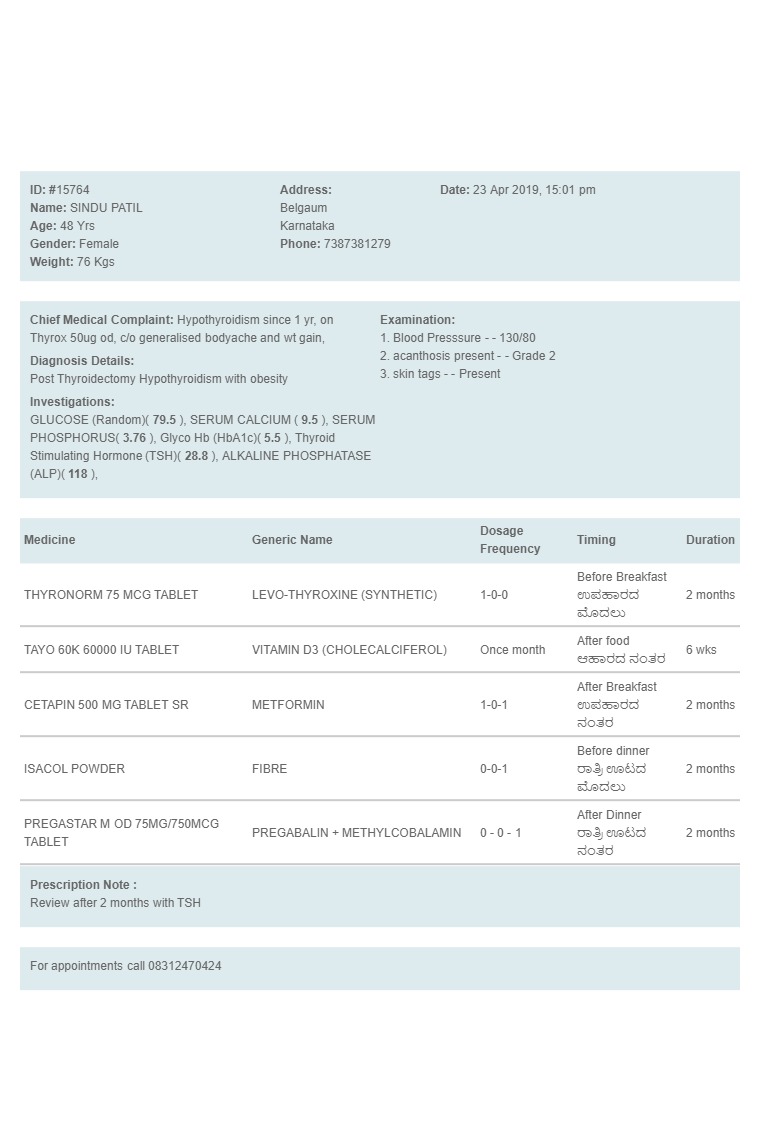 ID: #15764
Name: SINDU PATIL
Age: 48 Yrs
Gender: Female
Weight: 76 Kgs
Address:
Belgaum
Karnataka
Phone: 7387381279
Date: 23 Apr 2019, 15:01 pm
Chief Medical Complaint: Hypothyroidism since 1 yr, on
Thyrox 50ug od, c/o generalised bodyache and wt gain,
Diagnosis Details:
Post Thyroidectomy Hypothyroidism with obesity
Investigations:
GLUCOSE (Random)( 79.5 ), SERUM CALCIUM ( 9.5 ), SERUM
PHOSPHORUS( 3.76 ), Glyco Hb (HbA1c)( 5.5 ), Thyroid
Stimulating Hormone (TSH)( 28.8 ), ALKALINE PHOSPHATASE
(ALP)( 118 ),
Examination:
1. Blood Presssure - - 130/80
2. acanthosis present - - Grade 2
3. skin tags - - Present
Medicine Generic Name Dosage Frequency Timing Duration
THYRONORM 75 MCG TABLET LEVO-THYROXINE (SYNTHETIC) 1-0-0 Before Breakfast 2 months
ಉಪಹಾರದ
ಮೊದಲು
TAYO 60K 60000 IU TABLET VITAMIN D3 (CHOLECALCIFEROL) Once month After food 6 wks
ಆಹಾರದ ನಂತರ
CETAPIN 500 MG TABLET SR METFORMIN 1-0-1 After Breakfast 2 months
ಉಪಹಾರದ
ನಂತರ
ISACOL POWDER FIBRE 0-0-1 Before dinner 2 months
ರಾತ್ರಿ ಊಟದ
ಮೊದಲು
PREGASTAR M OD 75MG/750MCG
TABLET PREGABALIN + METHYLCOBALAMIN 0 - 0 - 1 After Dinner 2 months
ರಾತ್ರಿ ಊಟದ
ನಂತರ
Prescription Note :
Review after 2 months with TSH
For appointments call 08312470424